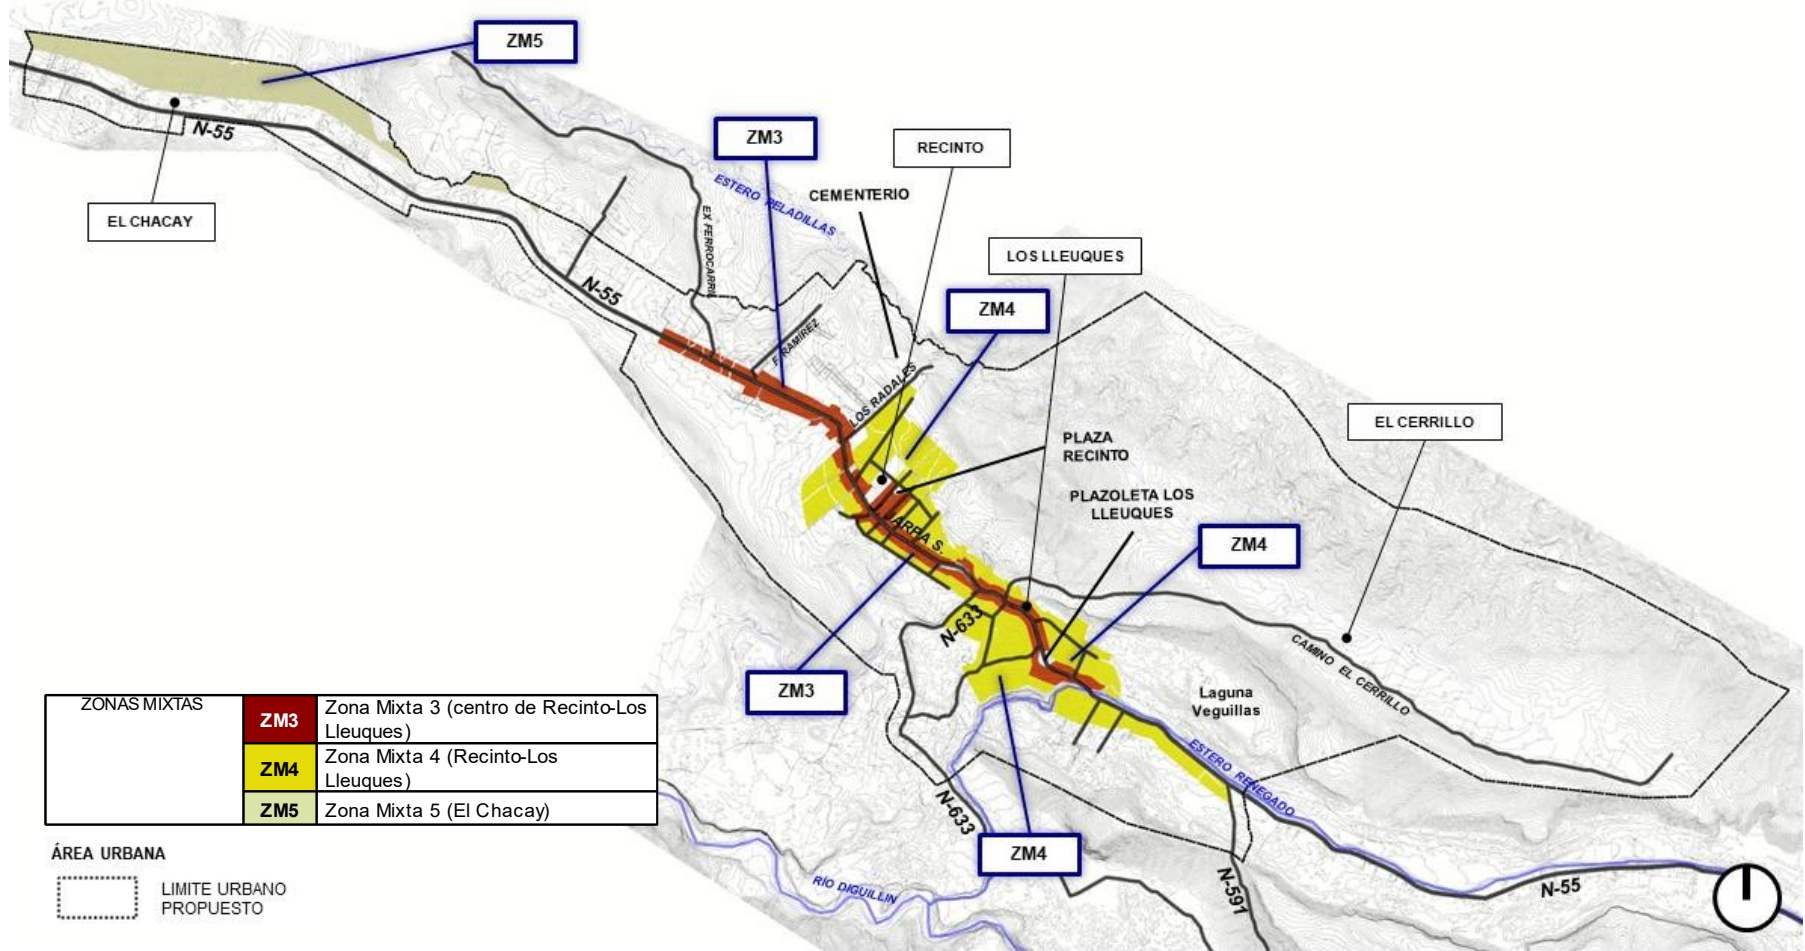 ZM5
N-55
EL CHACAY
ZM3
RECINTO
CEMENTERIO
ESTERO PELADILLAS
EX FERROCARRIL
LOS LLEUQUES
N-55
ZM4
F. RAMIREZ
LOS RADALES
EL CERRILLO
PLAZA
RECINTO
PLAZOLETA LOS
LLEUQUES
JARPA S.
ZM4
N-633
CAMINO EL CERRILLO
ZM3
Laguna
Veguillas
ESTERO RENEGADO
N-633
ZM4
RÍO DIGUILLIN
N-591
N-55
ZONAS MIXTAS
ZM3 Zona Mixta 3 (centro de Recinto-Los
Lleuques)
ZM4 Zona Mixta 4 (Recinto-Los
Lleuques)
ZM5 Zona Mixta 5 (El Chacay)
ÁREA URBANA
LIMITE URBANO
PROPUESTO